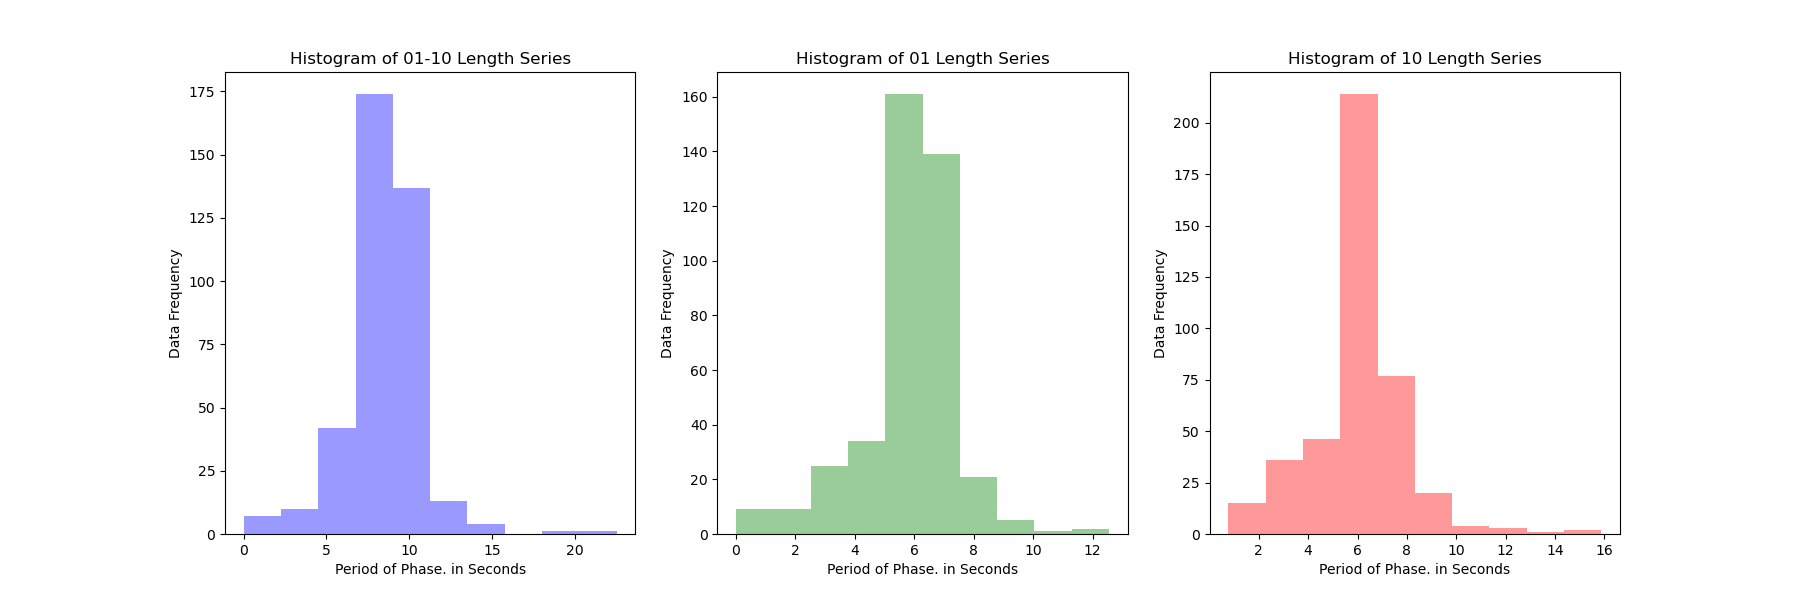 Histogram of 01-10 Length Series
175
150
125
100
75
50
25
0
Data Frequency
0 5 10 15 20
Period of Phase. in Seconds
Histogram of 01 Length Series
160
140
120
100
80
60
40
20
0
Data Frequency
0 2 4 6 8 10 12
Period of Phase. in Seconds
Histogram of 10 Length Series
200
175
150
125
100
75
50
25
0
Data Frequency
2 4 6 8 10 12 14 16
Period of Phase. in Seconds